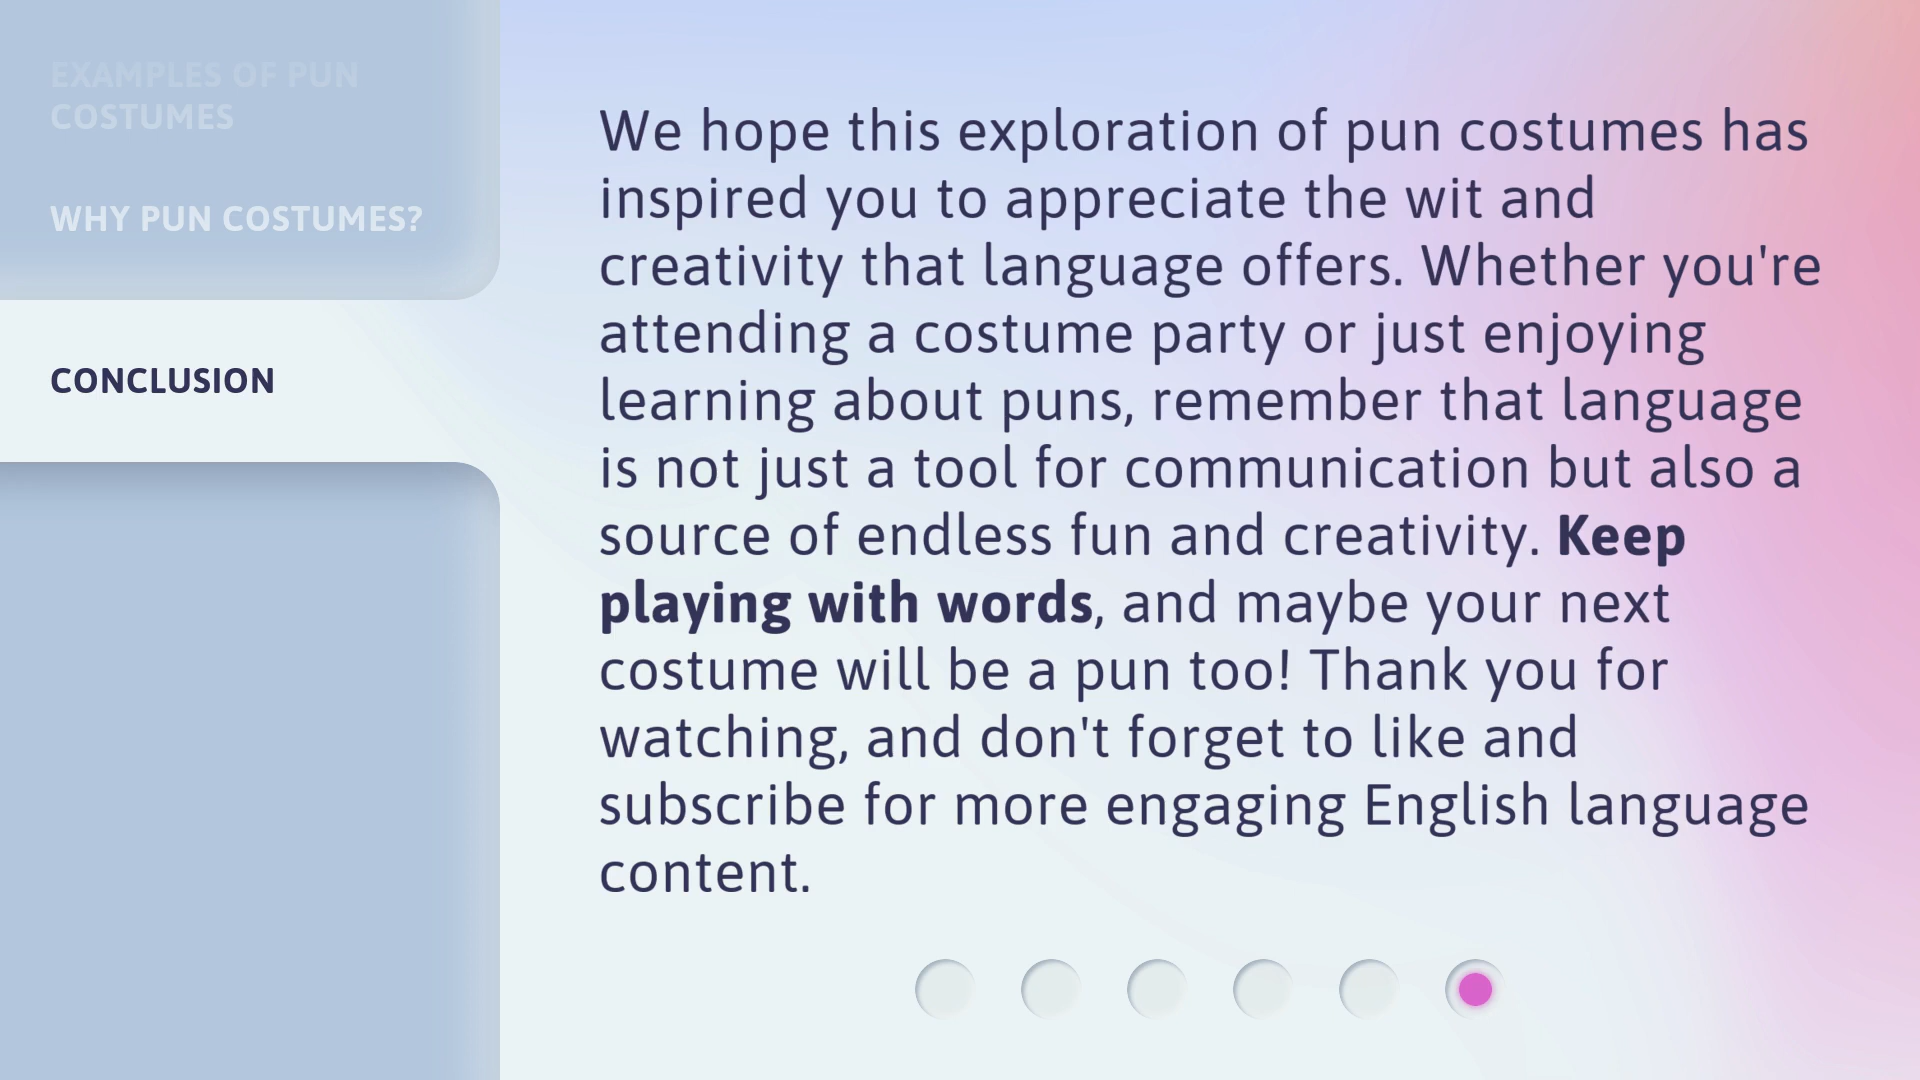 EXAMPLES OF PUN
COSTUMES
WHY PUN COSTUMES?
CONCLUSION
We hope this exploration of pun costumes has
inspired you to appreciate the wit and
creativity that language offers. Whether you're
attending a costume party or just enjoying
learning about puns, remember that language
is not just a tool for communication but also a
source of endless fun and creativity. Keep
playing with words, and maybe your next
costume will be a pun too! Thank you for
watching, and don't forget to like and
subscribe for more engaging English language
content.